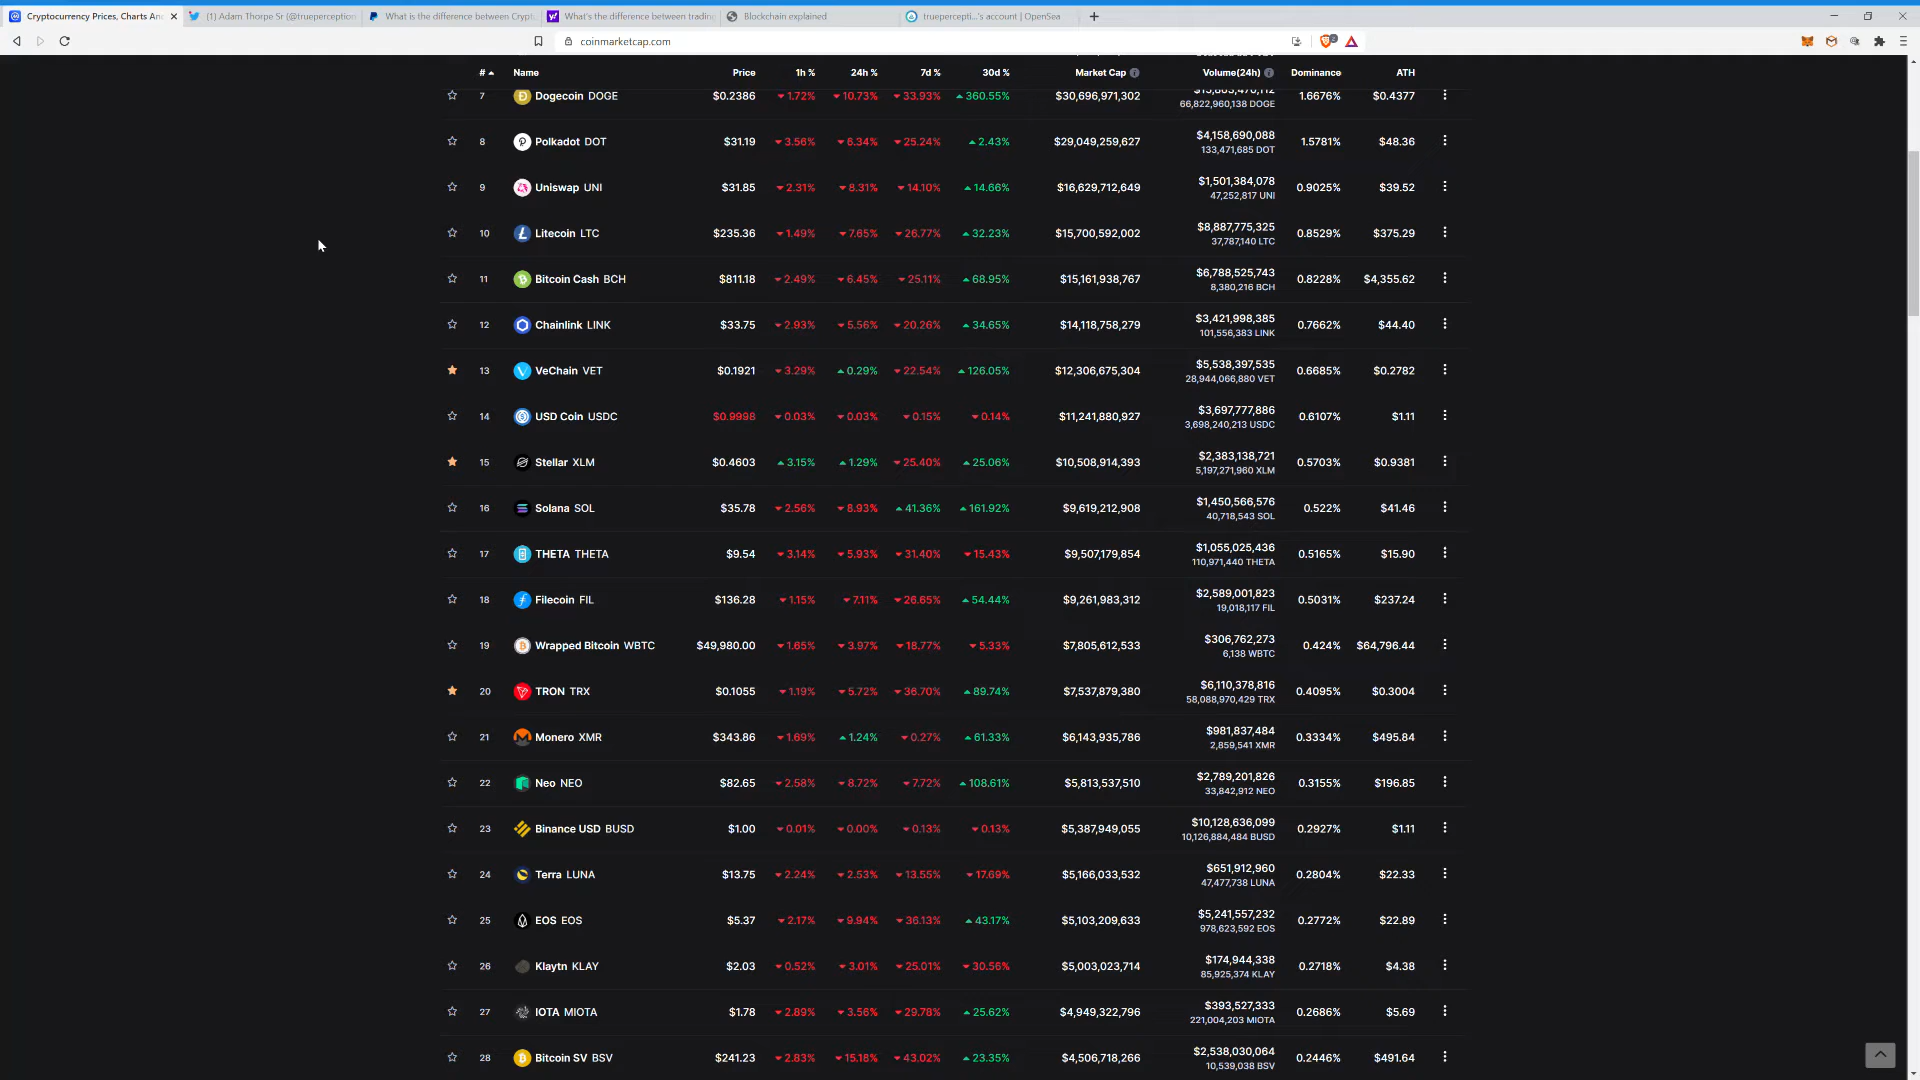 Cryptocurrency Prices, Charts An
(1) Adam Thorpe Sr (@trueperception
What is the difference between Crypt
What's the difference between trading
Blockchain explained
truepercepti...'s account | OpenSea
coinmarketcap.com
2
# Name Price 1h % 24h % 7d % 30d % Market Cap Volume(24h) Dominance ATH
7 Dogecoin DOGE $0.2386 1.72% 10.73% 33.93% 360.55% $30,696,971,302 1.6676% $0.4377
66,822,960,138 DOGE
8 Polkadot DOT $31.19 3.56% 6.34% 25.24% 2.43% $29,049,259,627 $4,158,690,088 1.5781% $48.36
133,471,685 DOT
9 Uniswap UNI $31.85 2.31% 8.31% 14.10% 14.66% $16,629,712,649 $1,501,384,078 0.9025% $39.52
47,252,817 UNI
10 Litecoin LTC $235.36 1.49% 7.65% 26.77% 32.23% $15,700,592,002 $8,887,775,325 0.8529% $375.29
37,787,140 LTC
11 Bitcoin Cash BCH $811.18 2.49% 6.45% 25.11% 68.95% $15,161,938,767 $6,788,525,743 0.8228% $4,355.62
8,380,216 BCH
12 Chainlink LINK $33.75 2.93% 5.56% 20.26% 34.65% $14,118,758,279 $3,421,998,385 0.7662% $44.40
101,556,383 LINK
13 VeChain VET $0.1921 3.29% 0.29% 22.54% 126.05% $12,306,675,304 $5,538,397,535 0.6685% $0.2782
28,944,066,880 VET
14 USD Coin USDC $0.9998 0.03% 0.03% 0.15% 0.14% $11,241,880,927 $3,697,777,886 0.6107% $1.11
3,698,240,213 USDC
15 Stellar XLM $0.4603 3.15% 1.29% 25.40% 25.06% $10,508,914,393 $2,383,138,721 0.5703% $0.9381
5,197,271,960 XLM
16 Solana SOL $35.78 2.56% 8.93% 41.36% 161.92% $9,619,212,908 $1,450,566,576 0.522% $41.46
40,718,543 SOL
17 THETA THETA $9.54 3.14% 5.93% 31.40% 15.43% $9,507,179,854 $1,055,025,436 0.5165% $15.90
110,971,440 THETA
18 Filecoin FIL $136.28 1.15% 7.11% 26.65% 54.44% $9,261,983,312 $2,589,001,823 0.5031% $237.24
19,018,117 FIL
19 Wrapped Bitcoin WBTC $49,980.00 1.65% 3.97% 18.77% 5.33% $7,805,612,533 $306,762,273 0.424% $64,796.44
6,138 WBTC
20 TRON TRX $0.1055 1.19% 5.72% 36.70% 89.74% $7,537,879,380 $6,110,378,816 0.4095% $0.3004
58,088,970,429 TRX
21 Monero XMR $343.86 1.69% 1.24% 0.27% 61.33% $6,143,935,786 $981,837,484 0.3334% $495.84
2,859,541 XMR
22 Neo NEO $82.65 2.58% 8.72% 7.72% 108.61% $5,813,537,510 $2,789,201,826 0.3155% $196.85
33,842,912 NEO
23 Binance USD BUSD $1.00 0.01% 0.00% 0.13% 0.13% $5,387,949,055 $10,128,636,099 0.2927% $1.11
10,126,884,484 BUSD
24 Terra LUNA $13.75 2.24% 2.53% 13.55% 17.69% $5,166,033,532 $651,912,960 0.2804% $22.33
47,477,738 LUNA
25 EOS EOS $5.37 2.17% 9.94% 36.13% 43.17% $5,103,209,633 $5,241,557,232 0.2772% $22.89
978,623,592 EOS
26 Klaytn KLAY $2.03 0.52% 3.01% 25.01% 30.56% $5,003,023,714 $174,944,338 0.2718% $4.38
85,925,374 KLAY
27 IOTA MIOTA $1.78 2.89% 3.56% 29.78% 25.62% $4,949,322,796 $393,527,333 0.2686% $5.69
221,004,203 MIOTA
28 Bitcoin SV BSV $241.23 2.83% 15.18% 43.02% 23.35% $4,506,718,266 $2,538,030,064 0.2446% $491.64
10,539,038 BSV